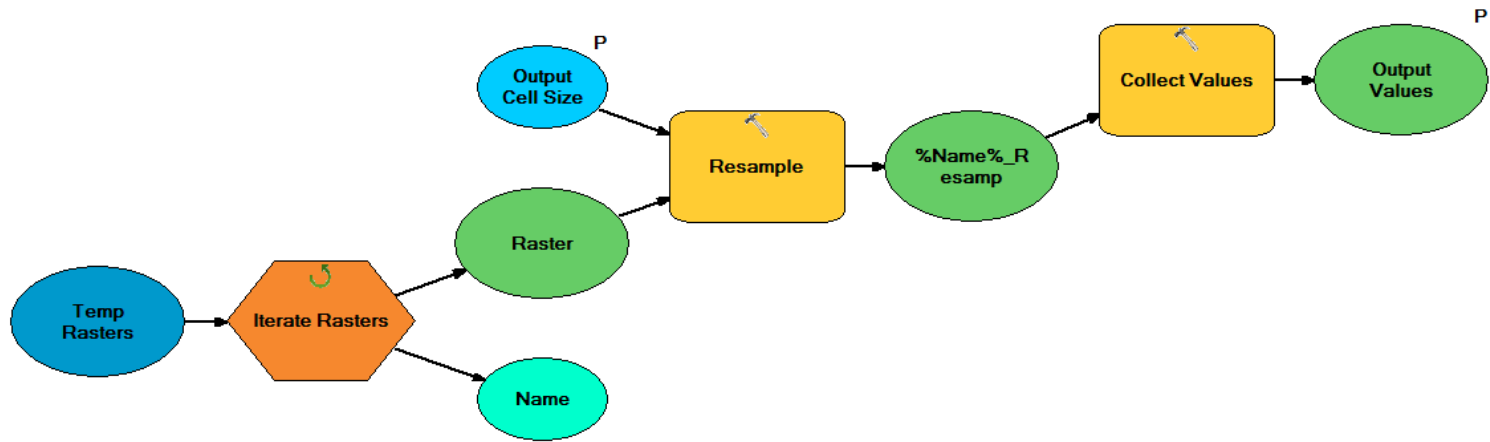 P
Output
Cell Size
P
Collect Values
Output
Values
Resample
%Name%_R
esamp
Raster
Temp
Rasters
Iterate Rasters
Name